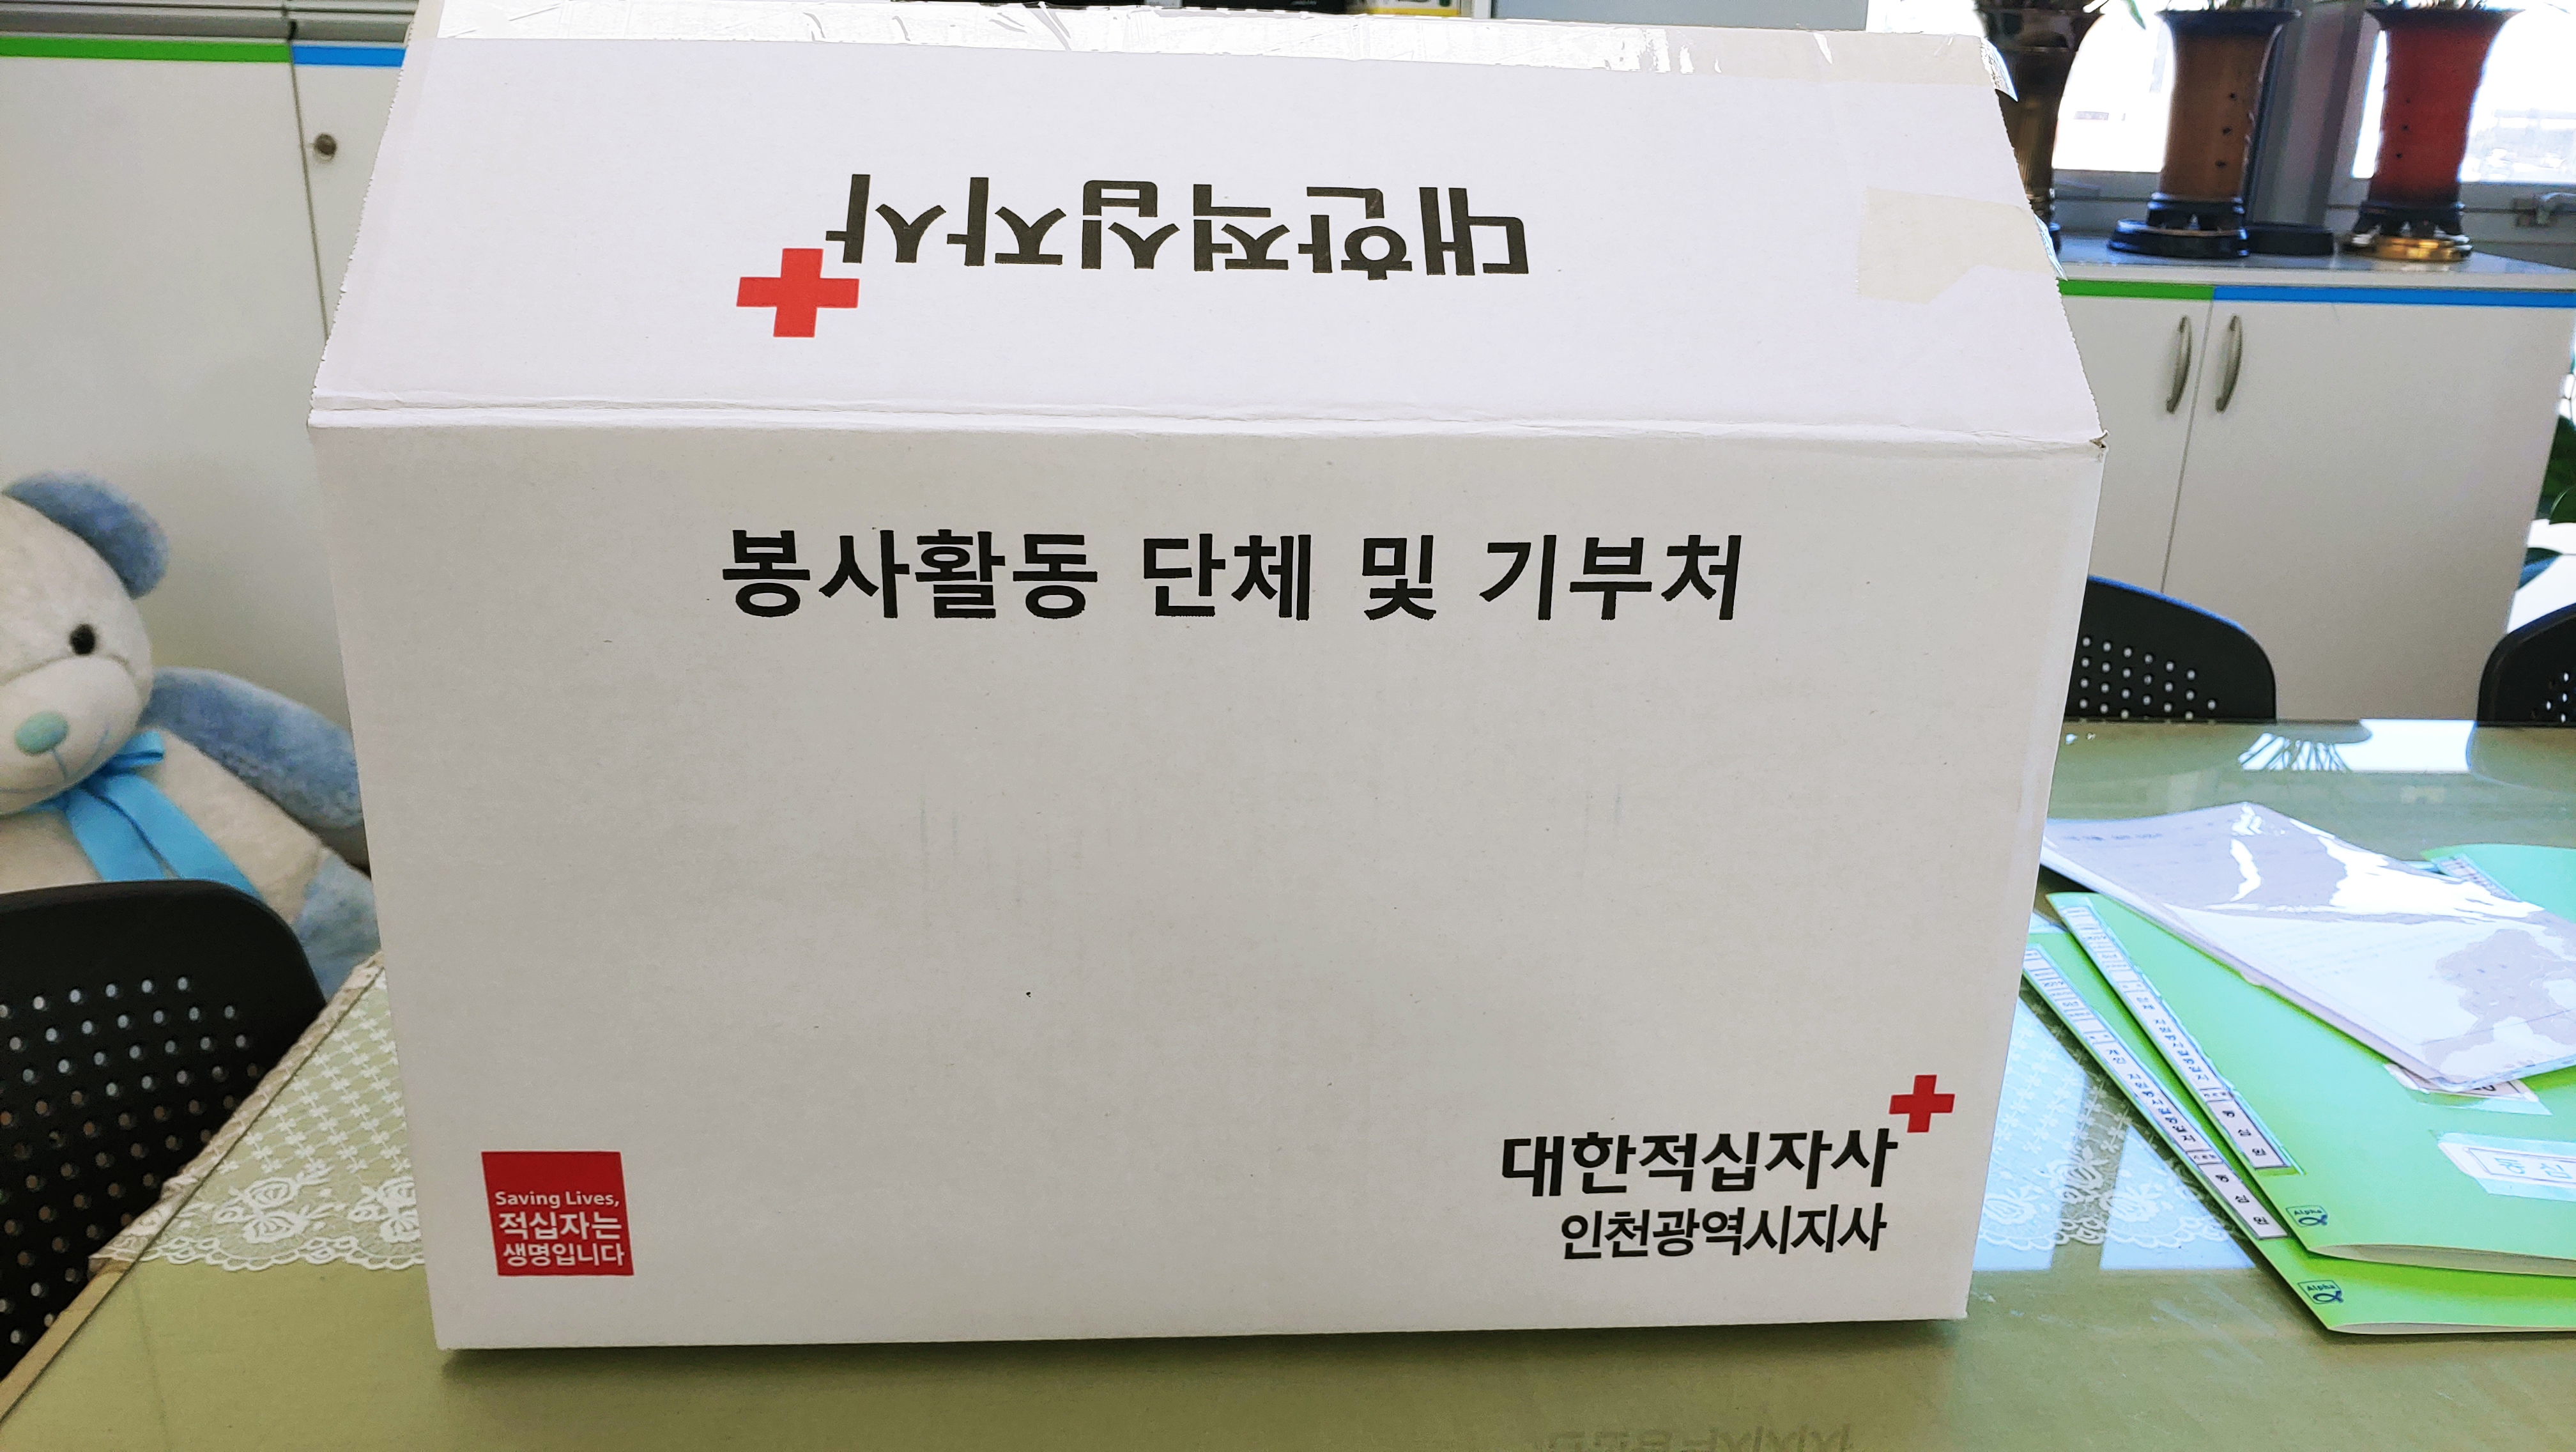 대한적십자사
봉사활동 단체 및 기부처
Saving Lives,
적십자는
생명입니다
대한적십자사
인천광역시지사
Alpha
Alpha